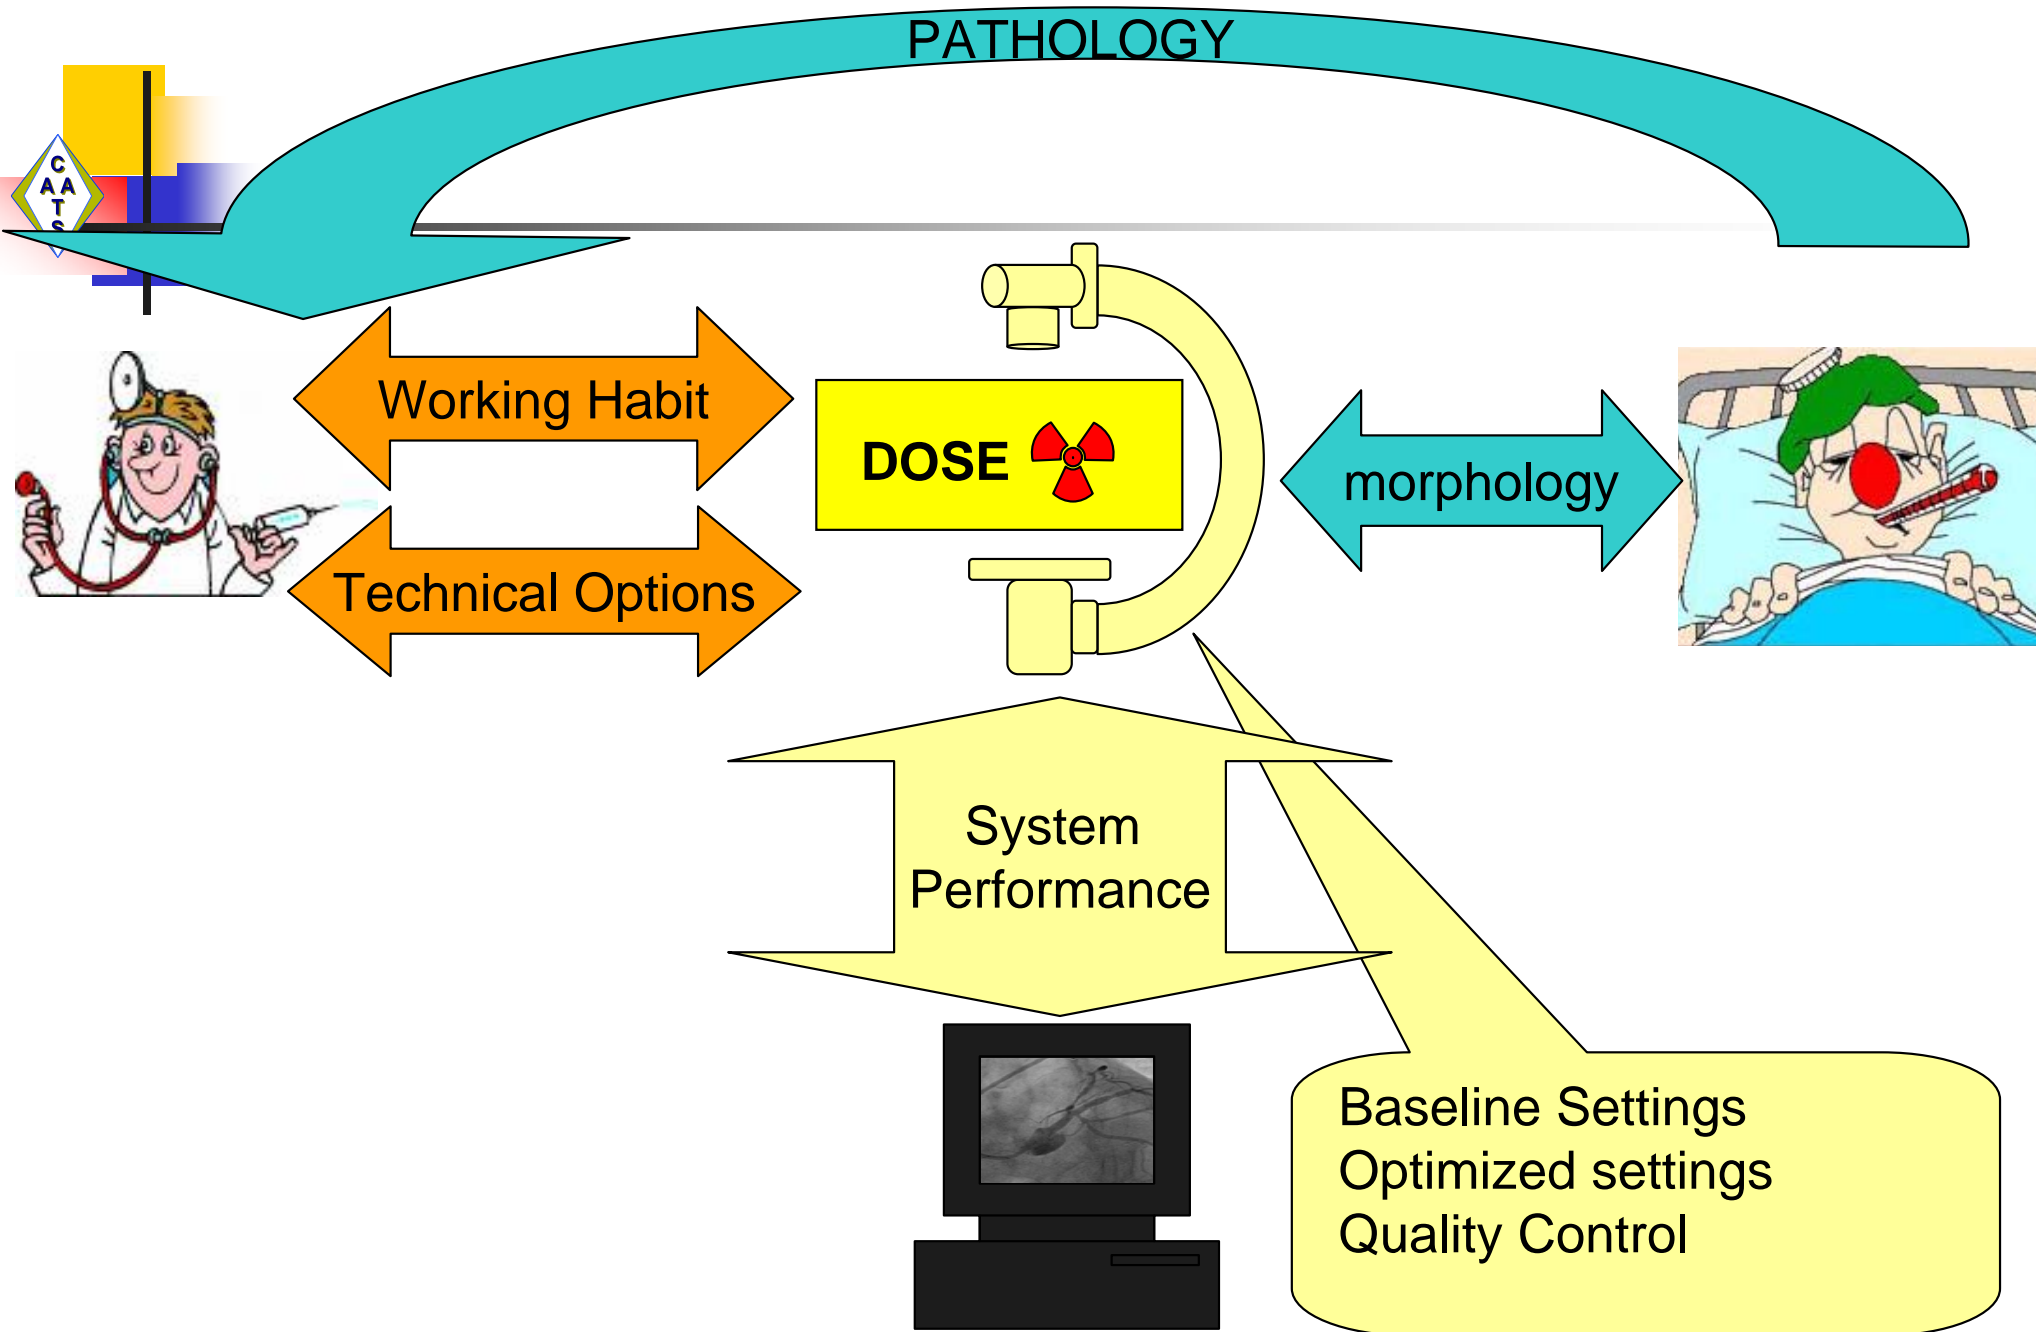 PATHOLOGY
C
A A
T
S
Working Habit
DOSE
morphology
Technical Options
System
Performance
Baseline Settings
Optimized settings
Quality Control